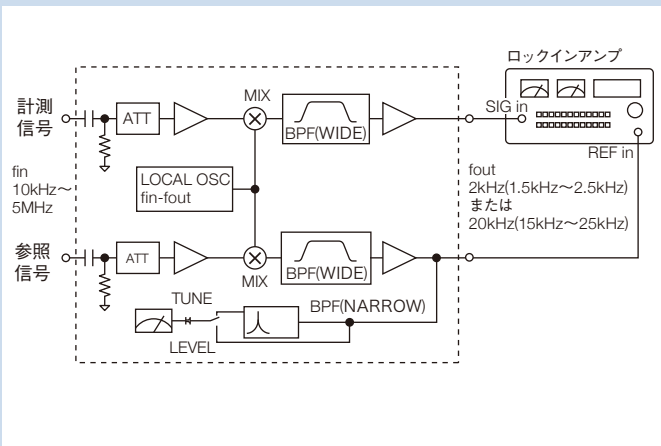 ロックインアンプ
計測
信号
ATT
MIX
BPF(WIDE)
SIG in
REF in
fin
10kHz～
5MHz
LOCAL OSC
fin-fout
fout
2kHz(1.5kHz～2.5kHz)
または
20kHz(15kHz～25kHz)
参照
信号
ATT
MIX
BPF(WIDE)
TUNE
BPF(NARROW)
LEVEL